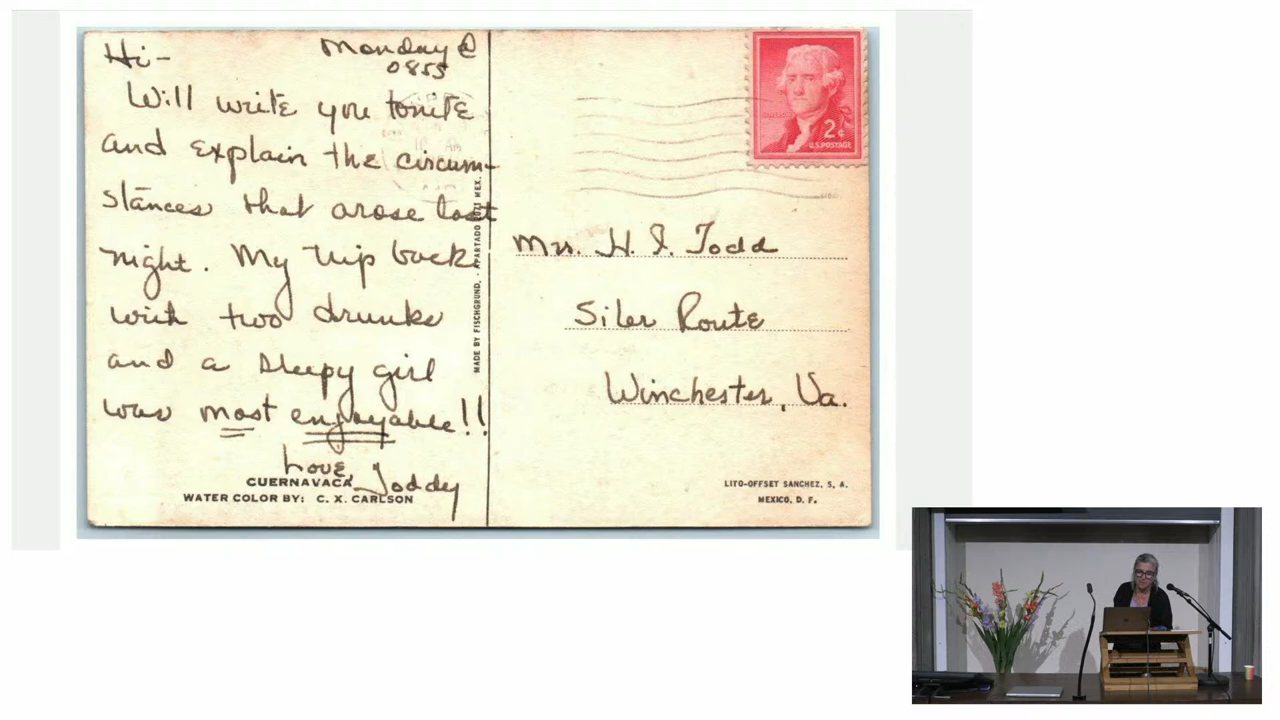 Hi-
Monday @
0855
Will write you tonite
and explain the circum-
stances that arose last
night. My trip back
with two drunks
and a sleepy girl
was most enjoyable!!
Love, Toddy
CUERNAVACA
WATER COLOR BY: C. X. CARLSON
MADE BY FISCHGRUND, - APARTADO 2071 MEX.
2¢
U.S. POSTAGE
Mrs. H. I. Todd
Siler Route
Winchester, Va.
LITO-OFFSET SANCHEZ, S. A.
MEXICO, D. F.